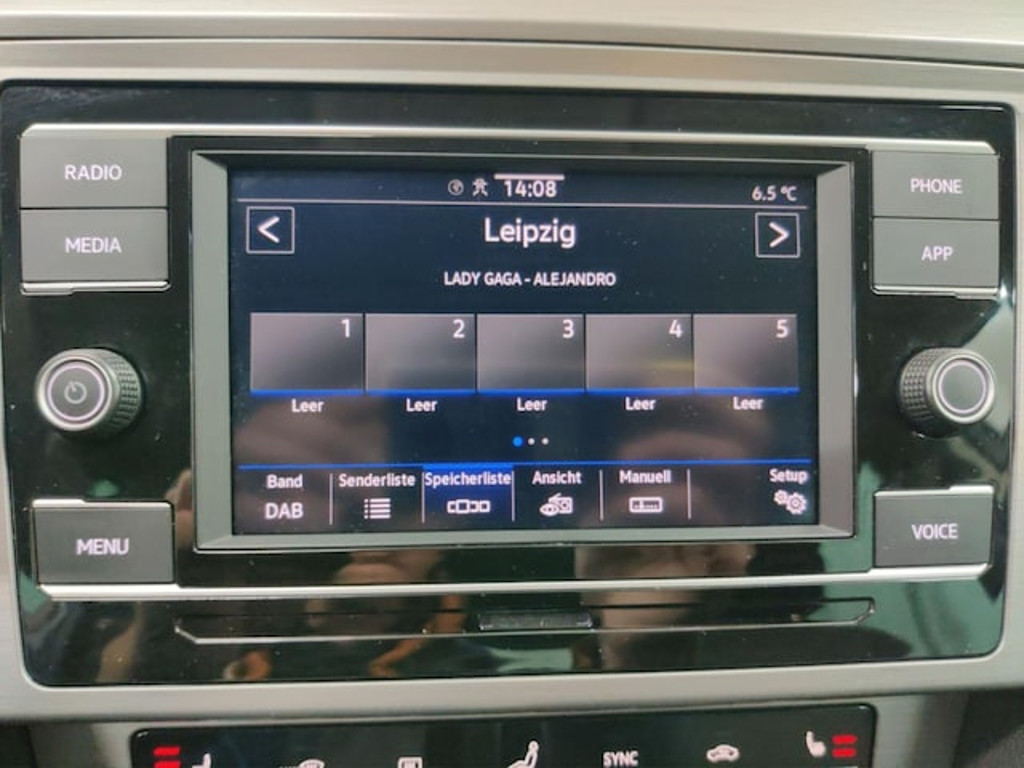 RADIO
MEDIA
MENU
14:08
6.5 °C
<
Leipzig
>
LADY GAGA - ALEJANDRO
1 2 3 4 5
Leer Leer Leer Leer Leer
Band Senderliste Speicherliste Ansicht Manuell Setup
DAB
PHONE
APP
VOICE
SYNC